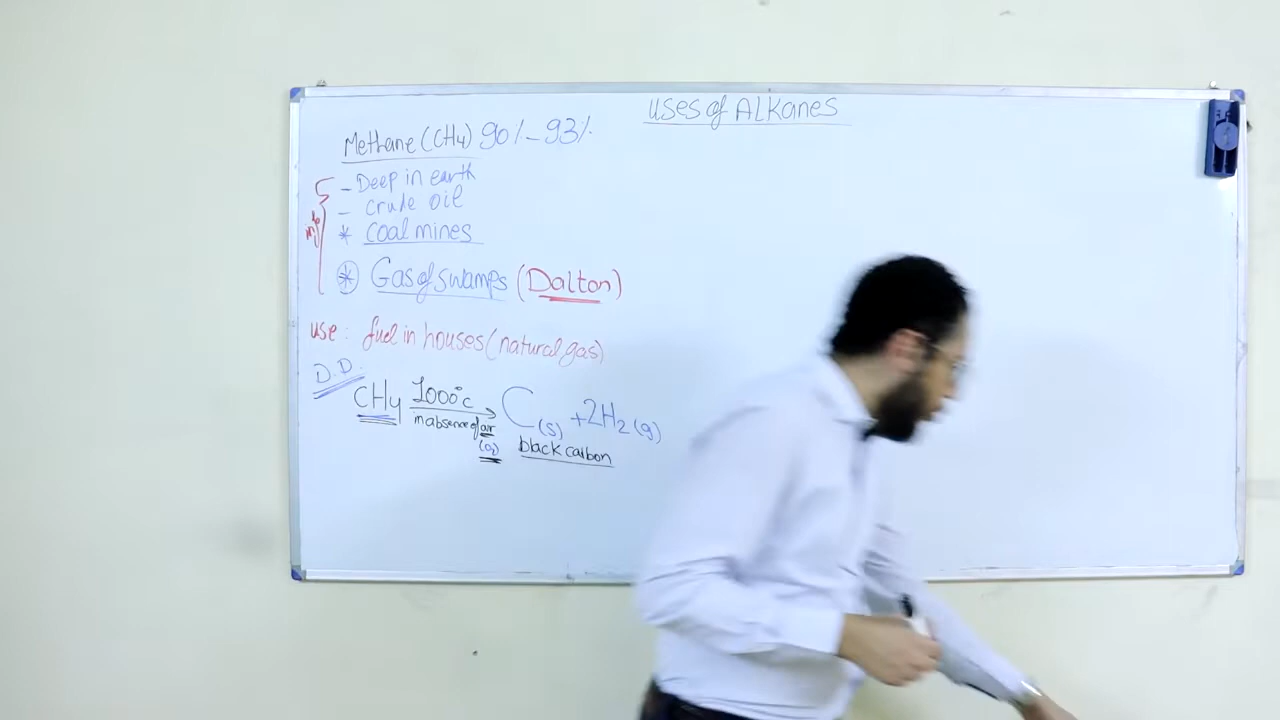 Uses of Alkanes
Methane (CH4) 90% - 93%
- Deep in earth
- Crude oil
* Coal mines
* Gas of swamps (Dalton)
use: fuel in houses (natural gas)
D.D:
CH4 1000°c C(s) + 2H2(g)
in absence of air
(O2) black carbon